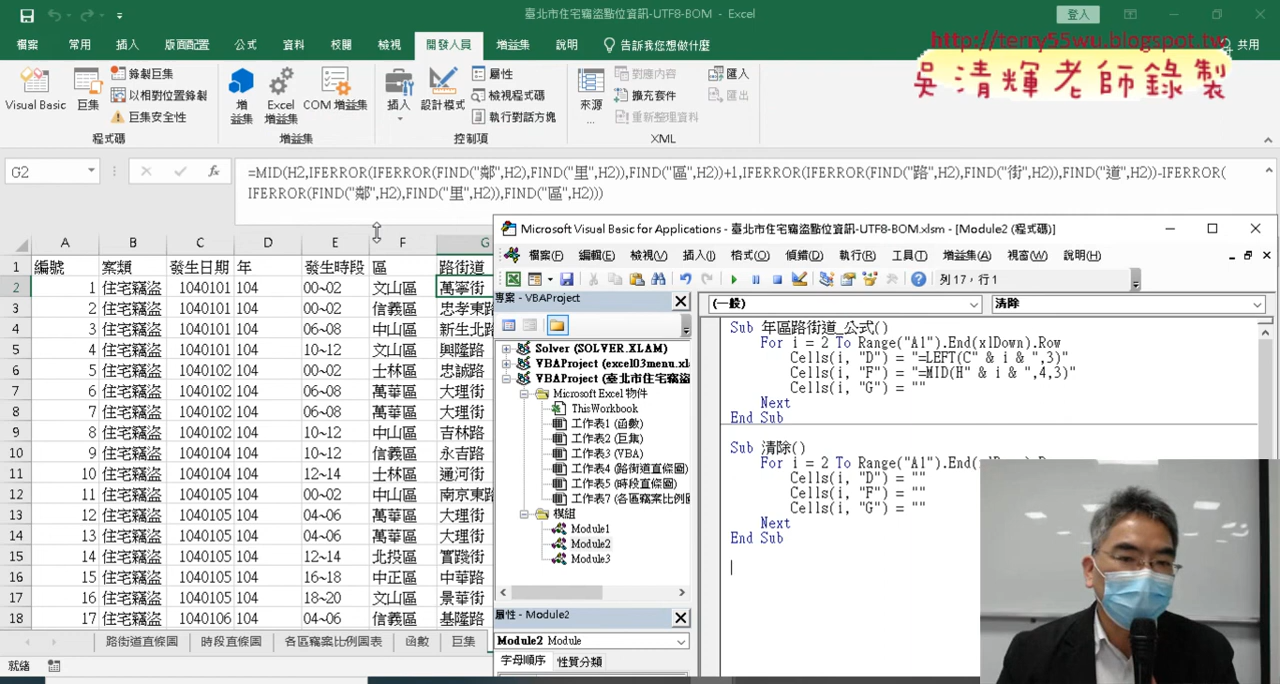 臺北市住宅竊盜點位資訊-UTF8-BOM - Excel
登入
http://terry55wu.blogspot.tw
吳清輝老師錄製
檔案 常用 插入 版面配置 公式 資料 校閱 檢視 開發人員 增益集 說明 告訴我您想做什麼 共用
Visual Basic 巨集 錄製巨集 以相對位置錄製 巨集安全性 程式碼
增益集 Excel 增益集 COM 增益集 增益集
插入 設計模式 屬性 檢視程式碼 執行對話方塊 控制項
來源 ... 對應內容 擴充套件 重新整理資料 匯入 匯出 XML
G2 fx =MID(H2,IFERROR(IFERROR(FIND("鄰",H2),FIND("里",H2)),FIND("區",H2))+1,IFERROR(IFERROR(FIND("路",H2),FIND("街",H2)),FIND("道",H2))-IFERROR(
IFERROR(FIND("鄰",H2),FIND("里",H2)),FIND("區",H2)))
A B C D E F G
1 編號 案類 發生日期 年 發生時段 區 路街道
2 1 住宅竊盜 1040101 104 00~02 文山區 萬寧街
3 2 住宅竊盜 1040101 104 00~02 信義區 忠孝東路
4 3 住宅竊盜 1040101 104 06~08 中山區 新生北路
5 4 住宅竊盜 1040101 104 10~12 文山區 興隆路
6 5 住宅竊盜 1040102 104 00~02 士林區 忠誠路
7 6 住宅竊盜 1040102 104 06~08 萬華區 大理街
8 7 住宅竊盜 1040102 104 06~08 萬華區 大理街
9 8 住宅竊盜 1040102 104 00~02 中山區 吉林路
10 9 住宅竊盜 1040104 104 10~12 信義區 永吉路
11 10 住宅竊盜 1040104 104 12~14 士林區 通河街
12 11 住宅竊盜 1040105 104 00~02 中山區 南京東路
13 12 住宅竊盜 1040105 104 04~06 萬華區 大理街
14 13 住宅竊盜 1040105 104 04~06 萬華區 大理街
15 14 住宅竊盜 1040105 104 12~14 北投區 實踐街
16 15 住宅竊盜 1040105 104 16~18 中正區 中華路
17 16 住宅竊盜 1040105 104 18~20 文山區 景華街
18 17 住宅竊盜 1040106 104 04~06 信義區 基隆路
路街道直條圖 時段直條圖 各區竊案比例圖表 函數 巨集
就緒
Microsoft Visual Basic for Applications - 臺北市住宅竊盜點位資訊-UTF8-BOM.xlsm - [Module2 (程式碼)]
檔案(F) 編輯(E) 檢視(V) 插入(I) 格式(O) 偵錯(D) 執行(R) 工具(T) 增益集(A) 視窗(W) 說明(H)
列 17，行 1
專案 - VBAProject
Solver (SOLVER.XLAM)
VBAProject (excel03menu.xl
VBAProject (臺北市住宅竊盜
Microsoft Excel 物件
ThisWorkbook
工作表1 (函數)
工作表2 (巨集)
工作表3 (VBA)
工作表4 (路街道直條圖)
工作表5 (時段直條圖)
工作表7 (各區竊案比例圖
模組
Module1
Module2
Module3
屬性 - Module2
Module2 Module
字母順序 性質分類
(一般) 清除
Sub 年區路街道_公式()
For i = 2 To Range("A1").End(xlDown).Row
Cells(i, "D") = "=LEFT(C" & i & ",3)"
Cells(i, "F") = "=MID(H" & i & ",4,3)"
Cells(i, "G") = ""
Next
End Sub
Sub 清除()
For i = 2 To Range("A1").End(
Cells(i, "D") = ""
Cells(i, "F") = ""
Cells(i, "G") = ""
Next
End Sub